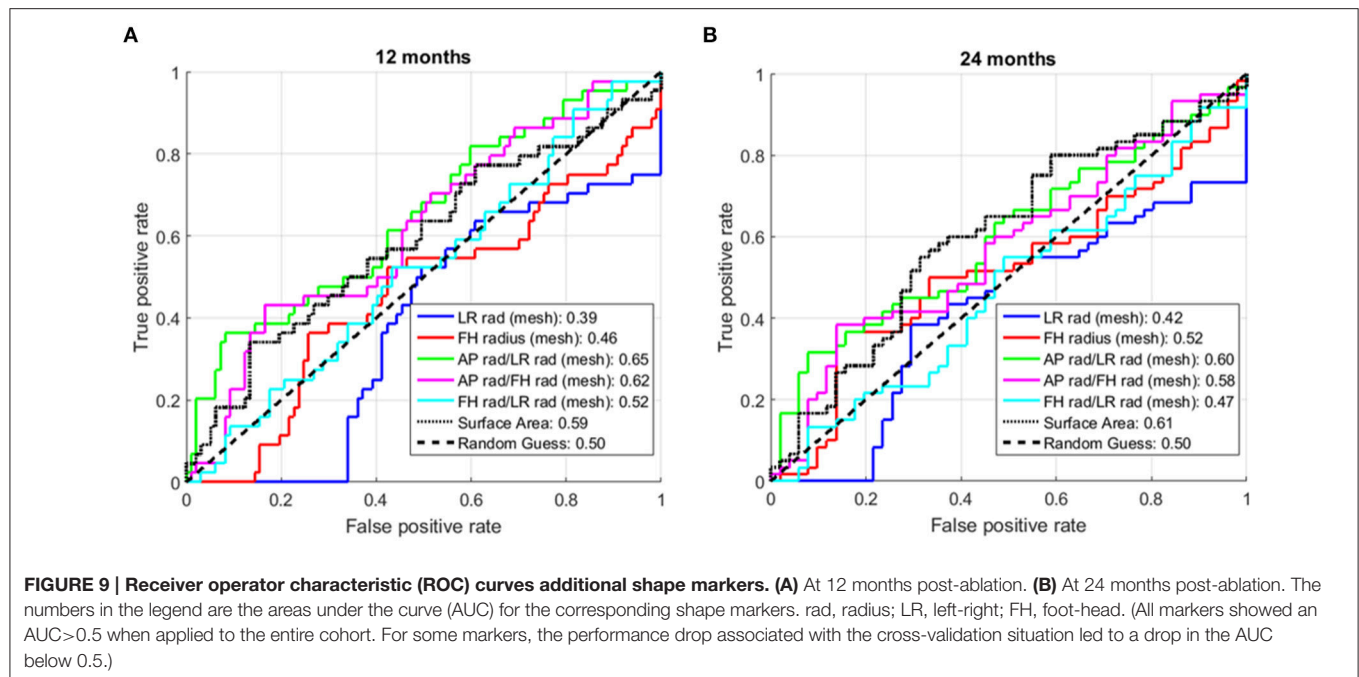 A
12 months
True positive rate
1
0.8
0.6
0.4
0.2
0
0
0.2
0.4
0.6
0.8
1
False positive rate
LR rad (mesh): 0.39
FH radius (mesh): 0.46
AP rad/LR rad (mesh): 0.65
AP rad/FH rad (mesh): 0.62
FH rad/LR rad (mesh): 0.52
Surface Area: 0.59
Random Guess: 0.50
B
24 months
True positive rate
1
0.8
0.6
0.4
0.2
0
0
0.2
0.4
0.6
0.8
1
False positive rate
LR rad (mesh): 0.42
FH radius (mesh): 0.52
AP rad/LR rad (mesh): 0.60
AP rad/FH rad (mesh): 0.58
FH rad/LR rad (mesh): 0.47
Surface Area: 0.61
Random Guess: 0.50
FIGURE 9 | Receiver operator characteristic (ROC) curves additional shape markers. (A) At 12 months post-ablation. (B) At 24 months post-ablation. The
numbers in the legend are the areas under the curve (AUC) for the corresponding shape markers. rad, radius; LR, left-right; FH, foot-head. (All markers showed an
AUC>0.5 when applied to the entire cohort. For some markers, the performance drop associated with the cross-validation situation led to a drop in the AUC
below 0.5.)